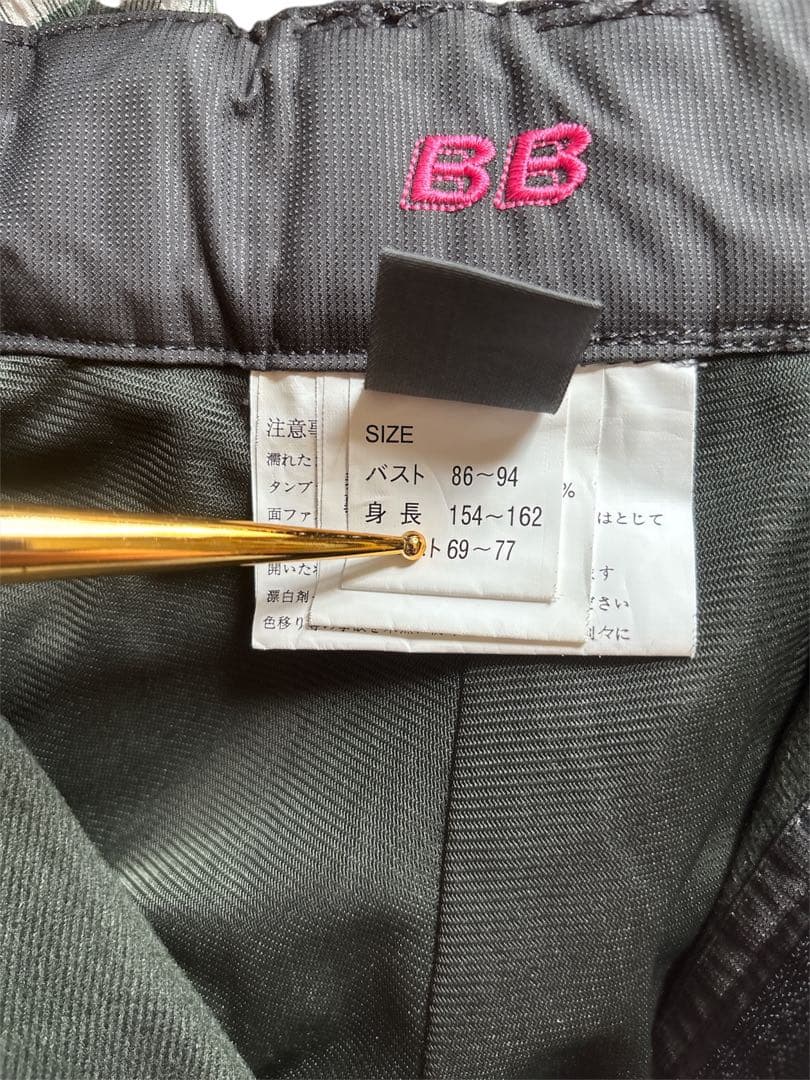 BB
SIZE
バスト 86～94
身長 154～162
ト 69～77
注意事
濡れた
タンブ
面ファ
開いた
漂白剤
色移り
%
はとじて
ます
ださい
別々に